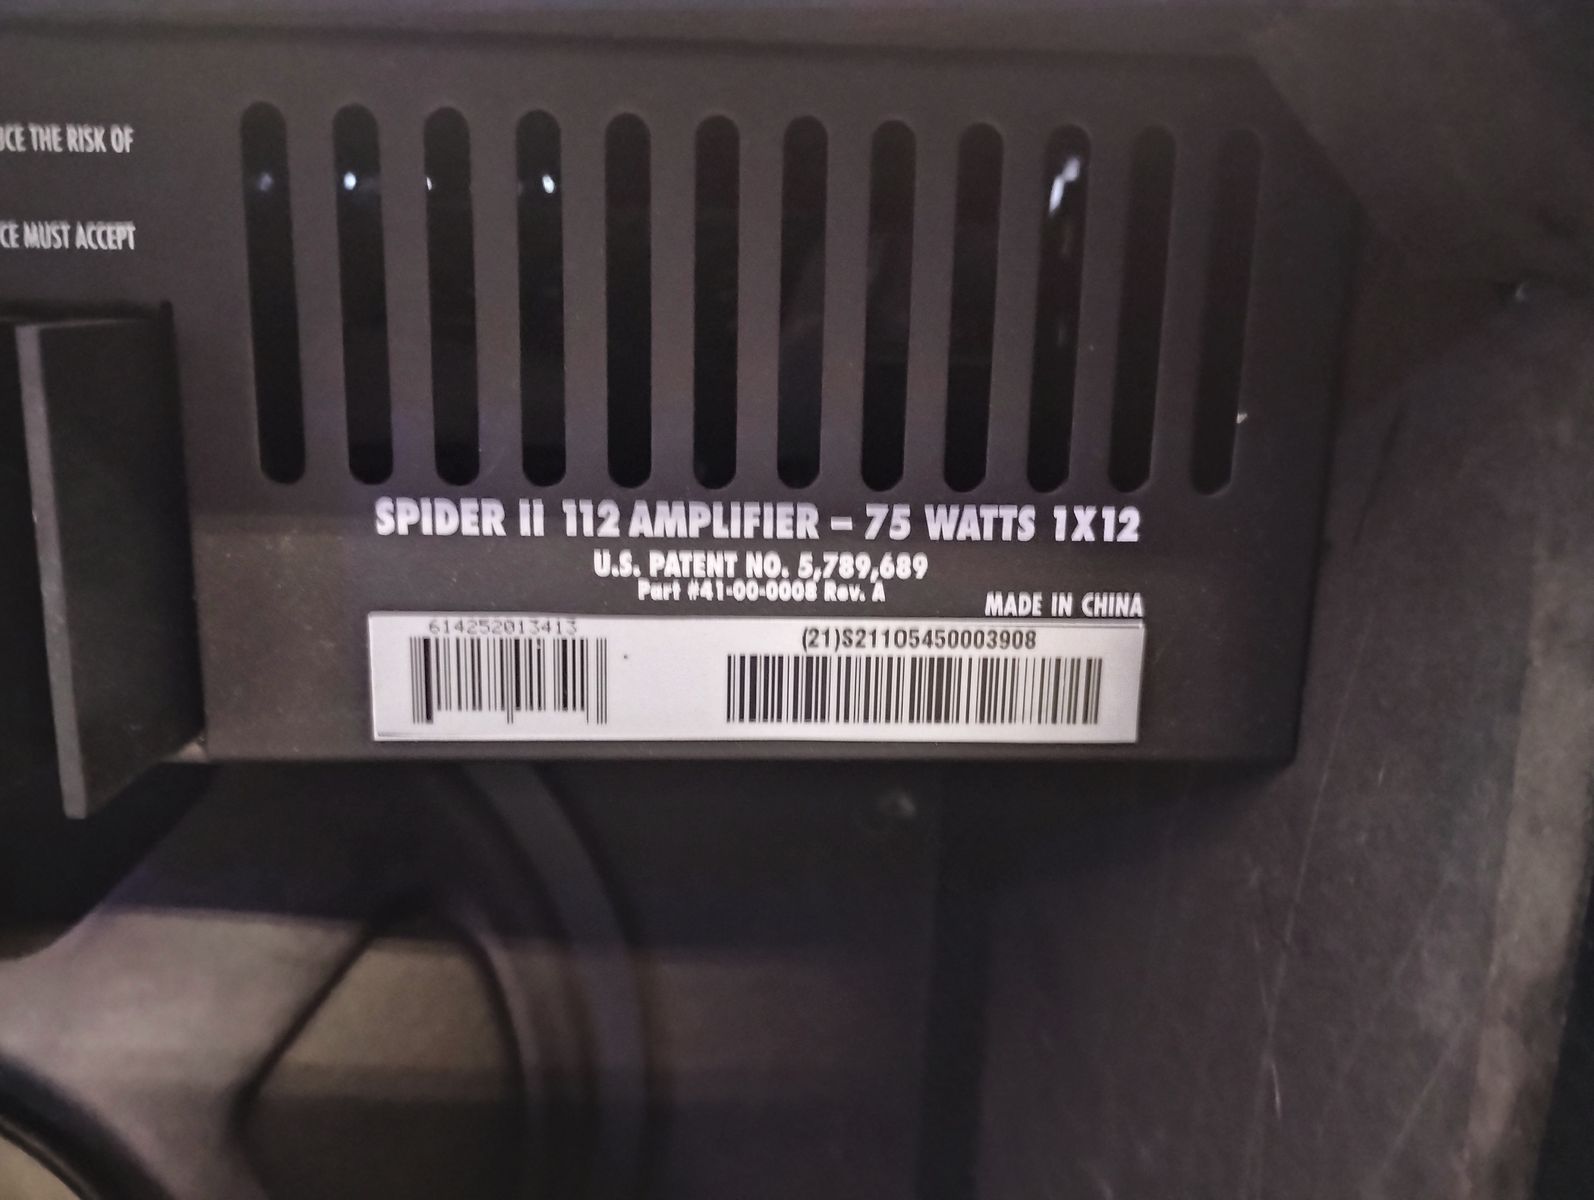 UCE THE RISK OF
CE MUST ACCEPT
SPIDER II 112 AMPLIFIER – 75 WATTS 1X12
U.S. PATENT NO. 5,789,689
Part #41-00-0008 Rev. A
MADE IN CHINA
614252013413
(21)S21105450003908